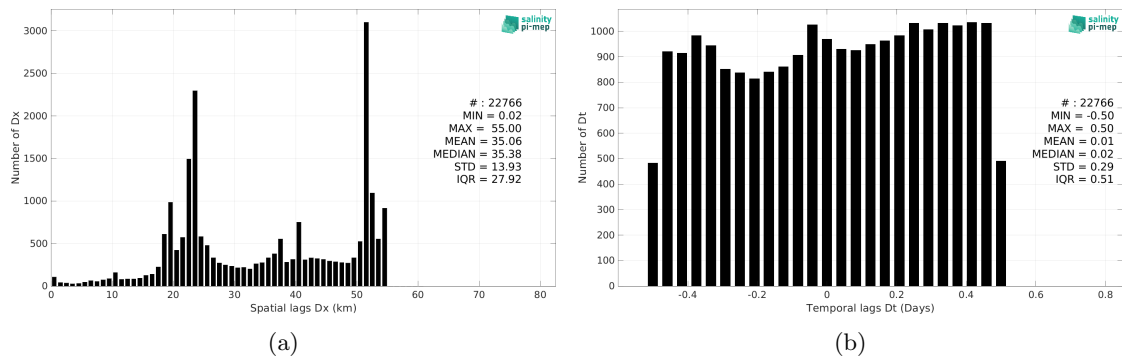 3000
2500
2000
1500
1000
500
0
Number of Dx
salinity
pi-mep
# : 22766
MIN = 0.02
MAX = 55.00
MEAN = 35.06
MEDIAN = 35.38
STD = 13.93
IQR = 27.92
0 10 20 30 40 50 60 70 80
Spatial lags Dx (km)
(a)
1000
900
800
700
600
500
400
300
200
100
0
Number of Dt
salinity
pi-mep
# : 22766
MIN = -0.50
MAX = 0.50
MEAN = 0.01
MEDIAN = 0.02
STD = 0.29
IQR = 0.51
-0.4 -0.2 0 0.2 0.4 0.6 0.8
Temporal lags Dt (Days)
(b)